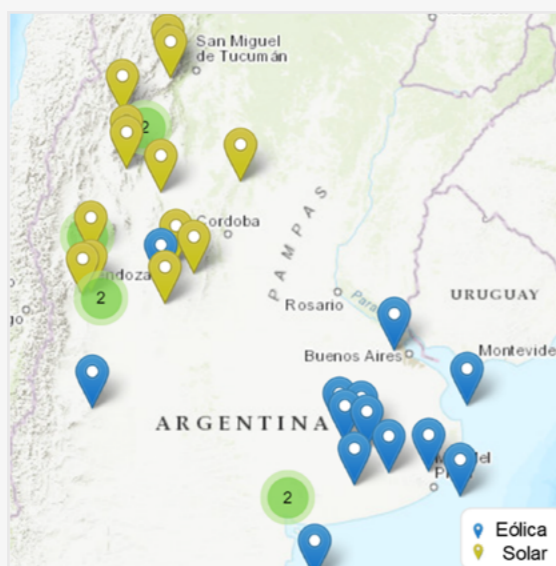 San Miguel
de Tucumán
2
Cordoba
PAMPAS
2
Rosario
URUGUAY
Buenos Aires
Montevide
ARGENTINA
2
Eólica
Solar